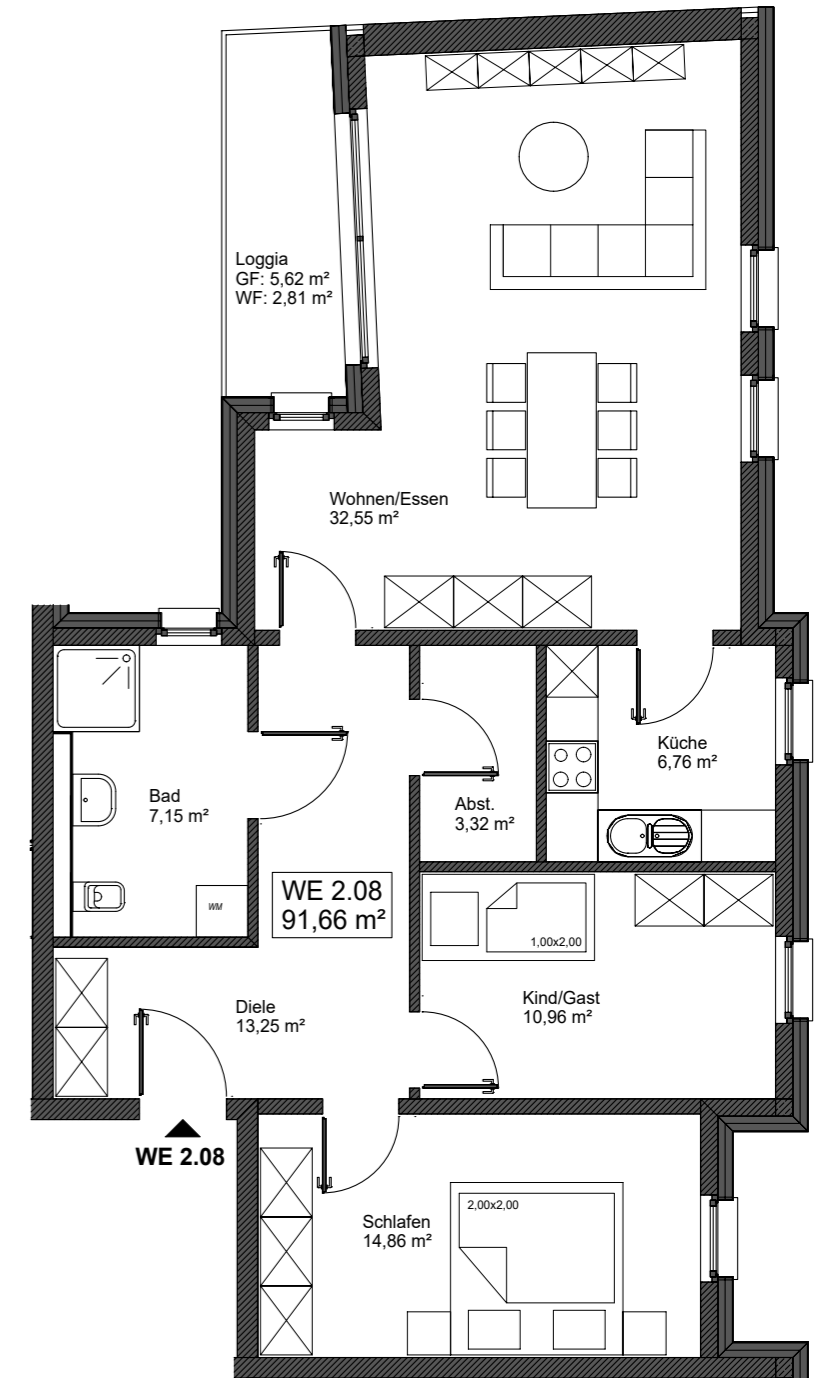 Loggia
GF: 5,62 m²
WF: 2,81 m²
Wohnen/Essen
32,55 m²
Küche
6,76 m²
Bad
7,15 m²
Abst.
3,32 m²
WE 2.08
91,66 m²
WM
1,00x2,00
Diele
13,25 m²
Kind/Gast
10,96 m²
WE 2.08
2,00x2,00
Schlafen
14,86 m²